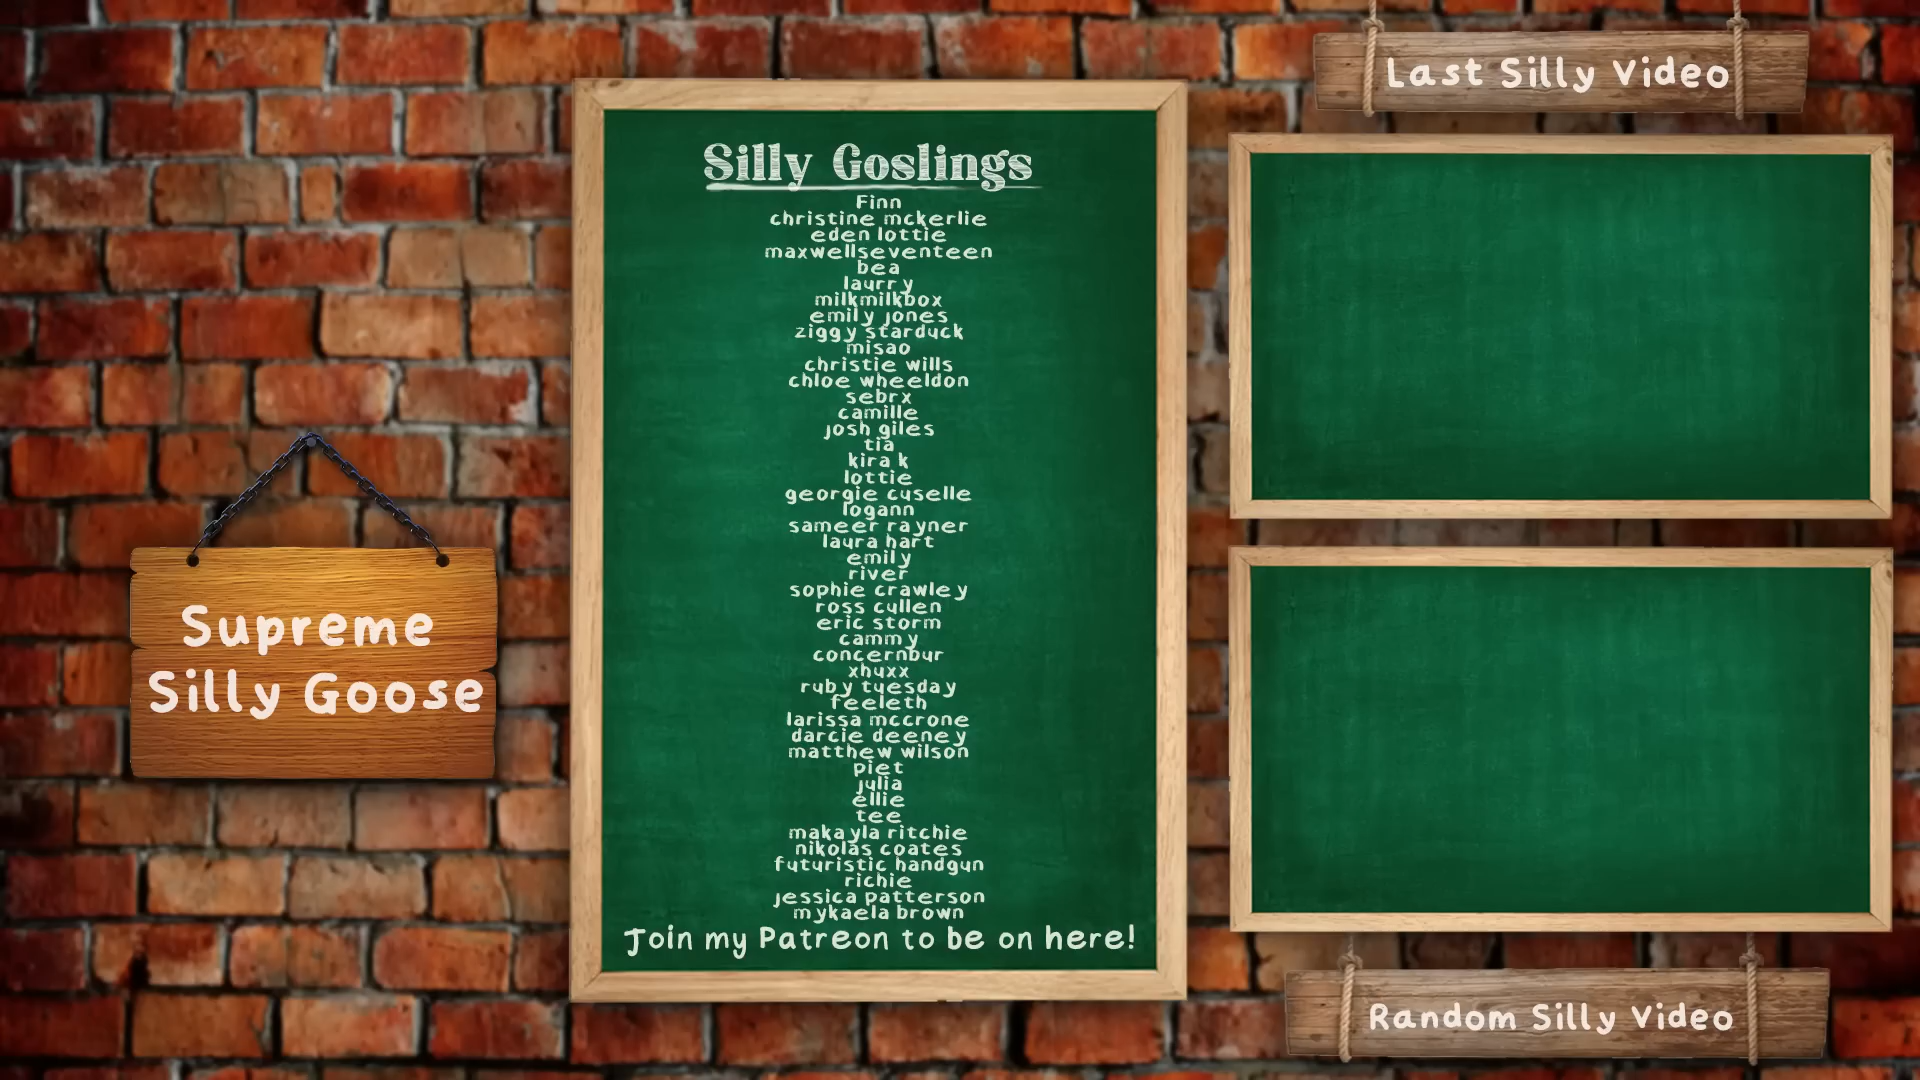 Supreme
Silly Goose
Silly Goslings
Finn
christine mckerlie
eden lottie
maxwellseventeen
bea
laurry
milkmilkbox
emily jones
ziggy starduck
misao
christie wills
chloe wheeldon
sebrx
camille
josh giles
tia
kira k
lottie
georgie cuselle
logann
sameer rayner
laura hart
emily
river
sophie crawley
ross cullen
eric storm
cammy
concernbur
xhuxx
ruby tuesday
feeleth
larissa mccrone
darcie deeney
matthew wilson
piet
julia
ellie
tee
makayla ritchie
nikolas coates
futuristic handgun
richie
jessica patterson
mykaela brown
Join my Patreon to be on here!
Last Silly Video
Random Silly Video